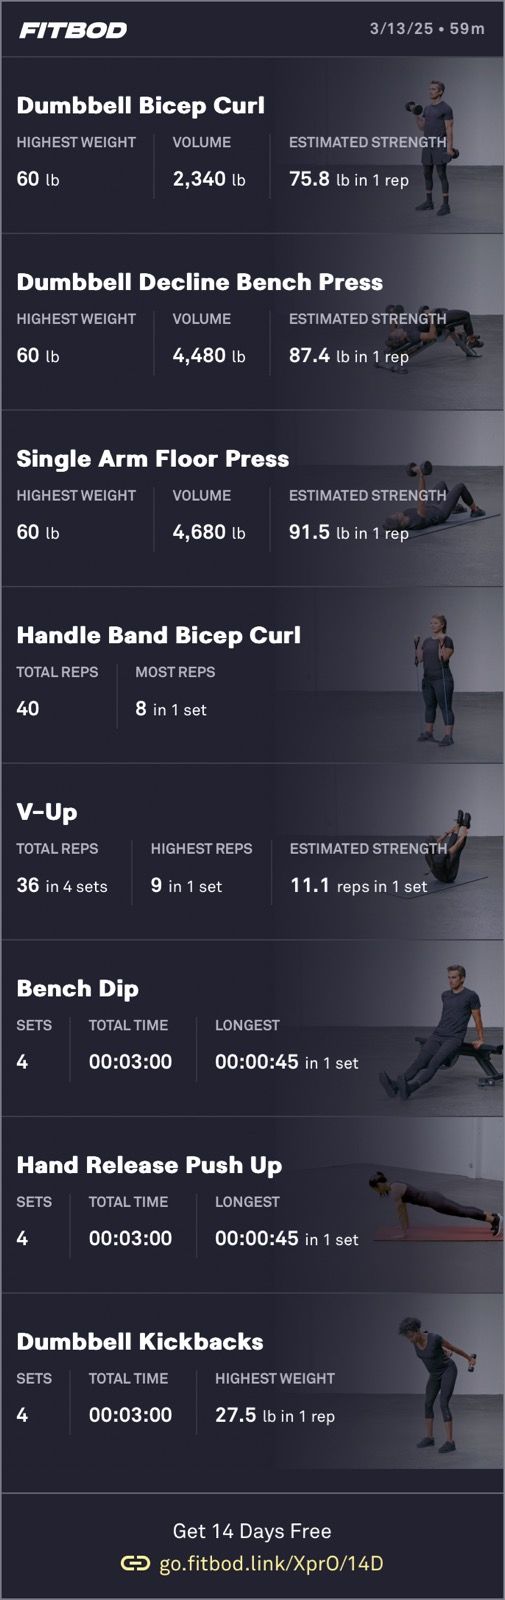 FITBOD 3/13/25 • 59m
Dumbbell Bicep Curl
HIGHEST WEIGHT VOLUME ESTIMATED STRENGTH
60 lb 2,340 lb 75.8 lb in 1 rep
Dumbbell Decline Bench Press
HIGHEST WEIGHT VOLUME ESTIMATED STRENGTH
60 lb 4,480 lb 87.4 lb in 1 rep
Single Arm Floor Press
HIGHEST WEIGHT VOLUME ESTIMATED STRENGTH
60 lb 4,680 lb 91.5 lb in 1 rep
Handle Band Bicep Curl
TOTAL REPS MOST REPS
40 8 in 1 set
V-Up
TOTAL REPS HIGHEST REPS ESTIMATED STRENGTH
36 in 4 sets 9 in 1 set 11.1 reps in 1 set
Bench Dip
SETS TOTAL TIME LONGEST
4 00:03:00 00:00:45 in 1 set
Hand Release Push Up
SETS TOTAL TIME LONGEST
4 00:03:00 00:00:45 in 1 set
Dumbbell Kickbacks
SETS TOTAL TIME HIGHEST WEIGHT
4 00:03:00 27.5 lb in 1 rep
Get 14 Days Free
go.fitbod.link/XprO/14D